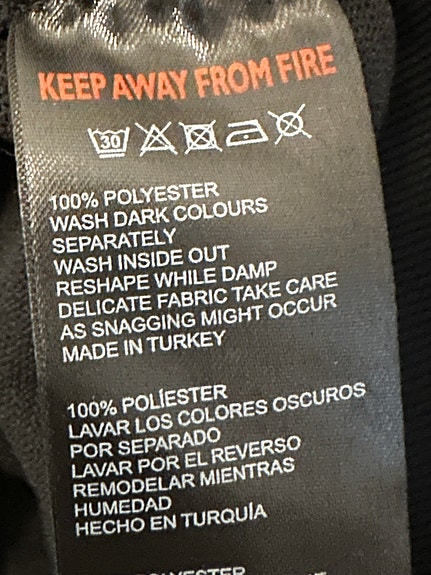 KEEP AWAY FROM FIRE
30
100% POLYESTER
WASH DARK COLOURS
SEPARATELY
WASH INSIDE OUT
RESHAPE WHILE DAMP
DELICATE FABRIC TAKE CARE
AS SNAGGING MIGHT OCCUR
MADE IN TURKEY
100% POLÍESTER
LAVAR LOS COLORES OSCUROS
POR SEPARADO
LAVAR POR EL REVERSO
REMODELAR MIENTRAS
HUMEDAD
HECHO EN TURQUÍA